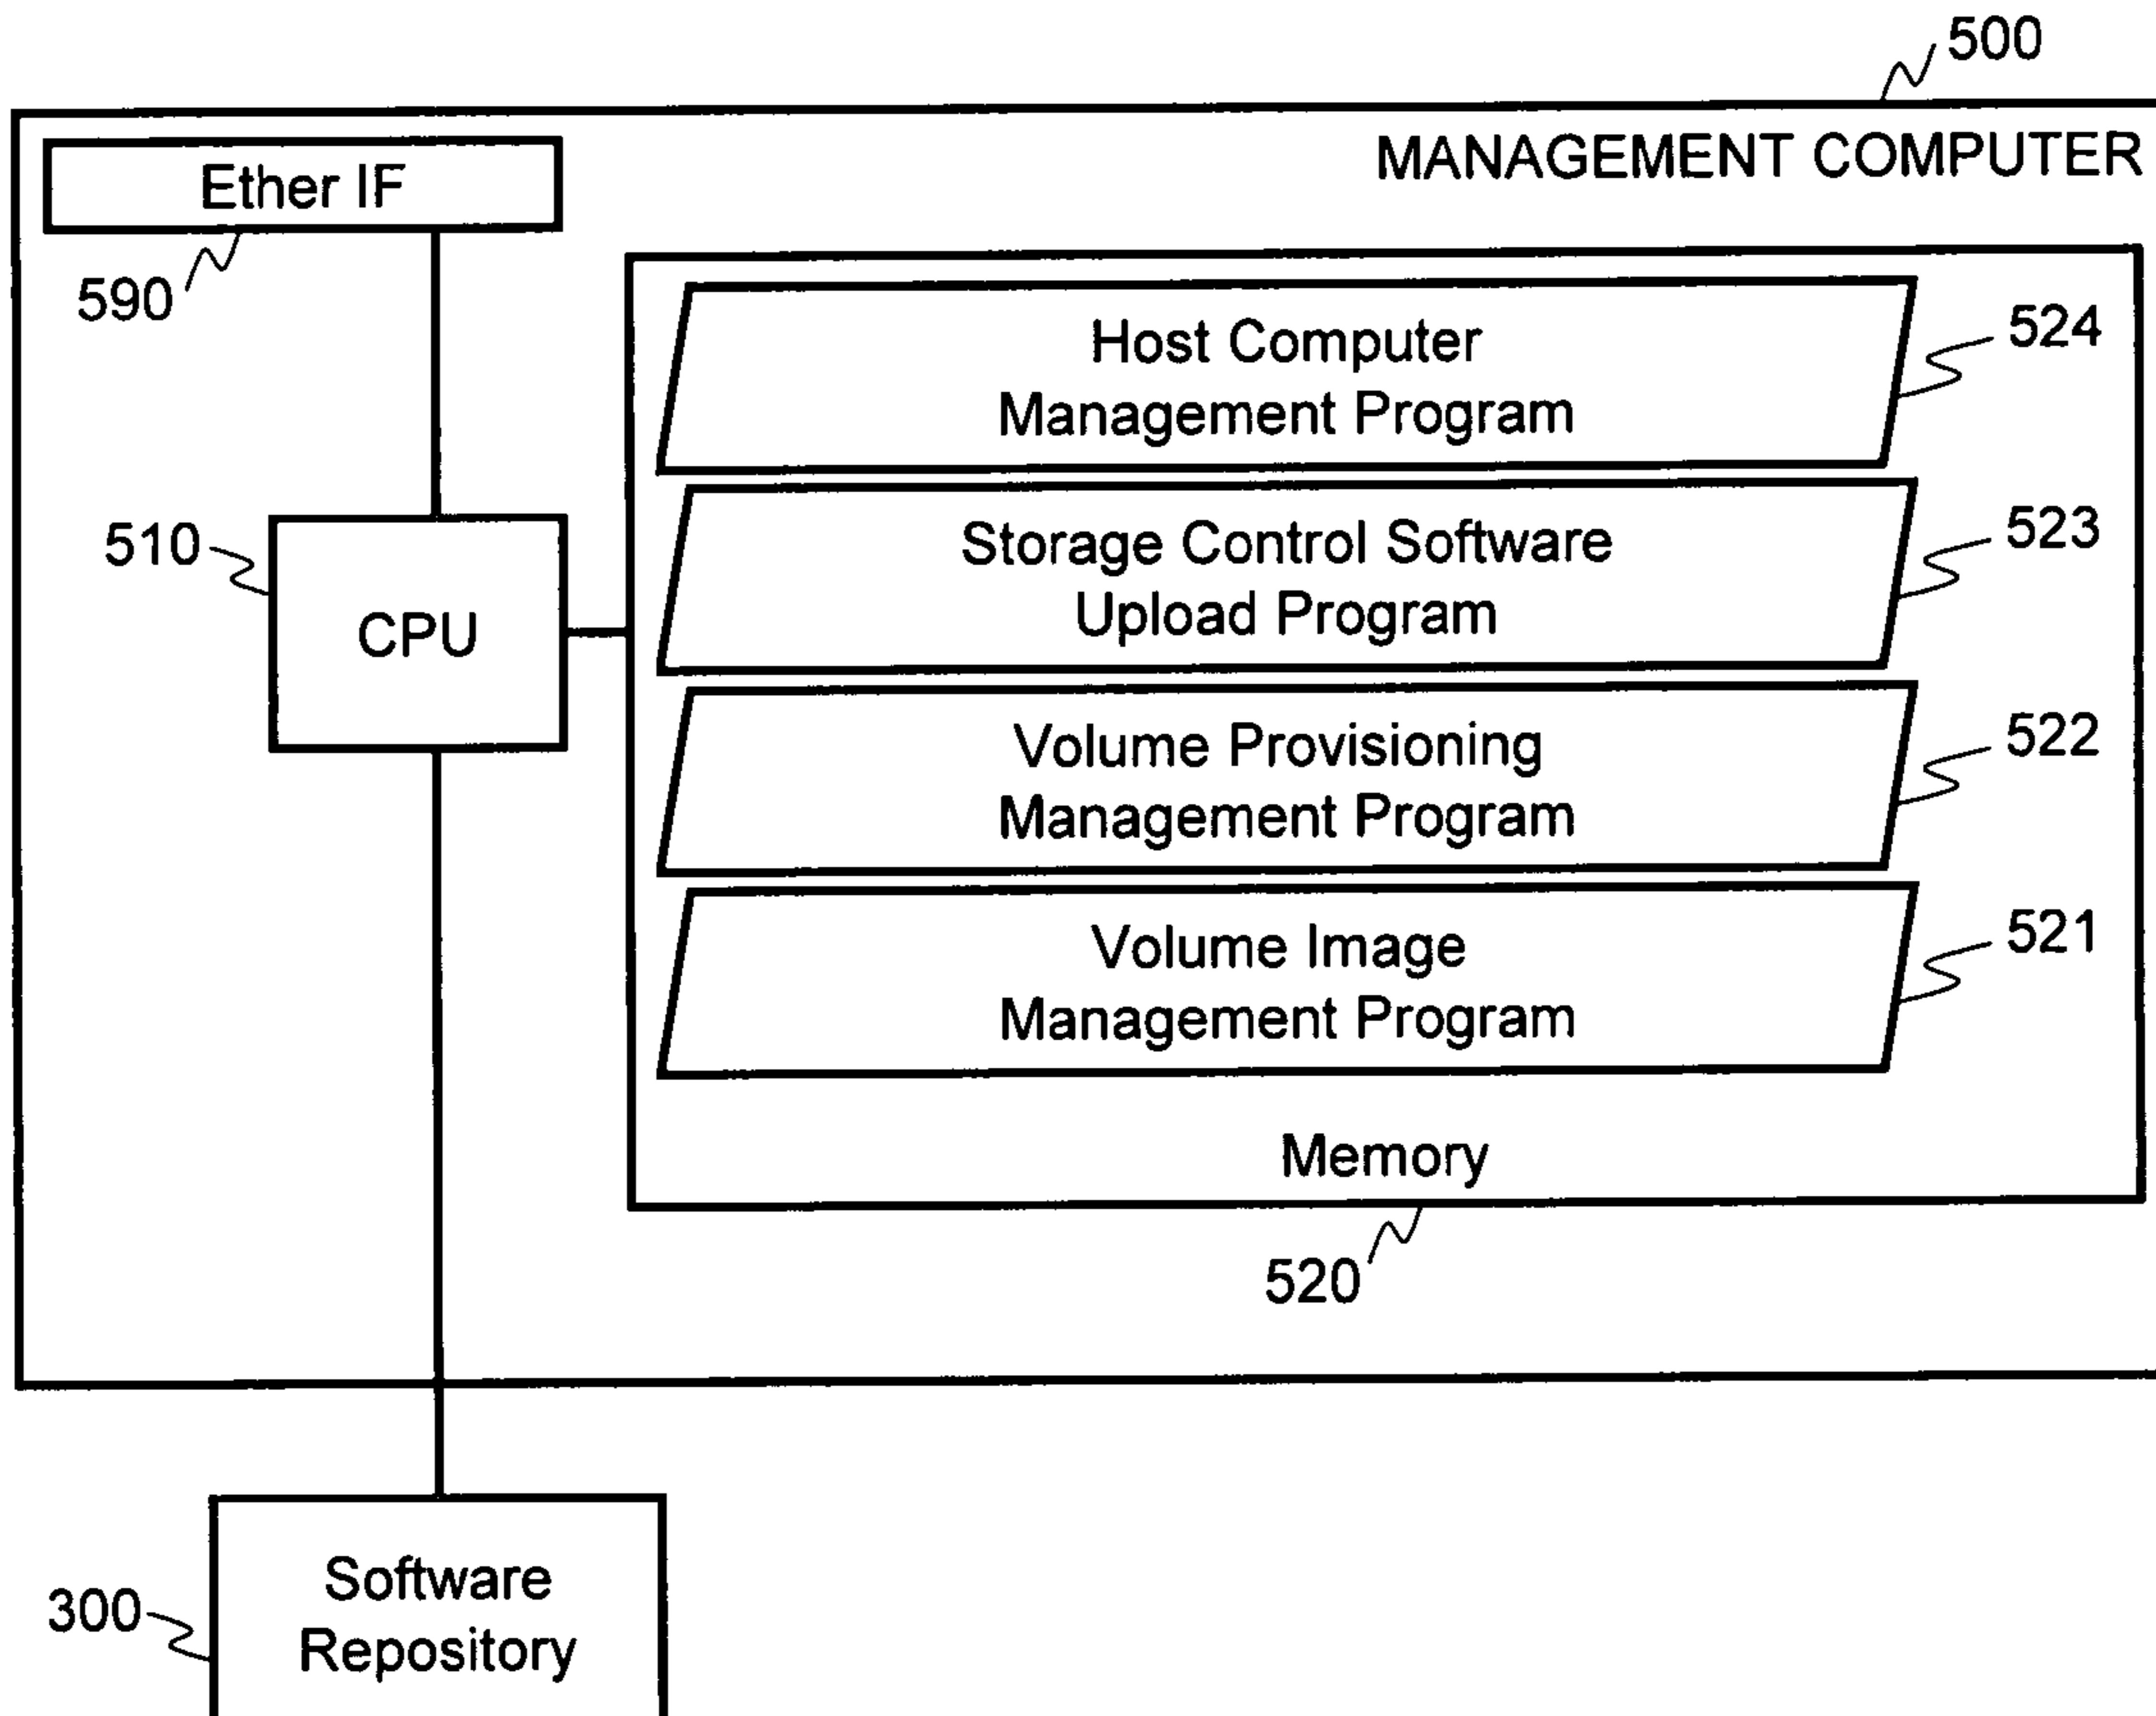 500
MANAGEMENT COMPUTER
Ether IF
590
Host Computer
Management Program
524
510
CPU
Storage Control Software
Upload Program
523
Volume Provisioning
Management Program
522
Volume Image
Management Program
521
Memory
520
300
Software
Repository